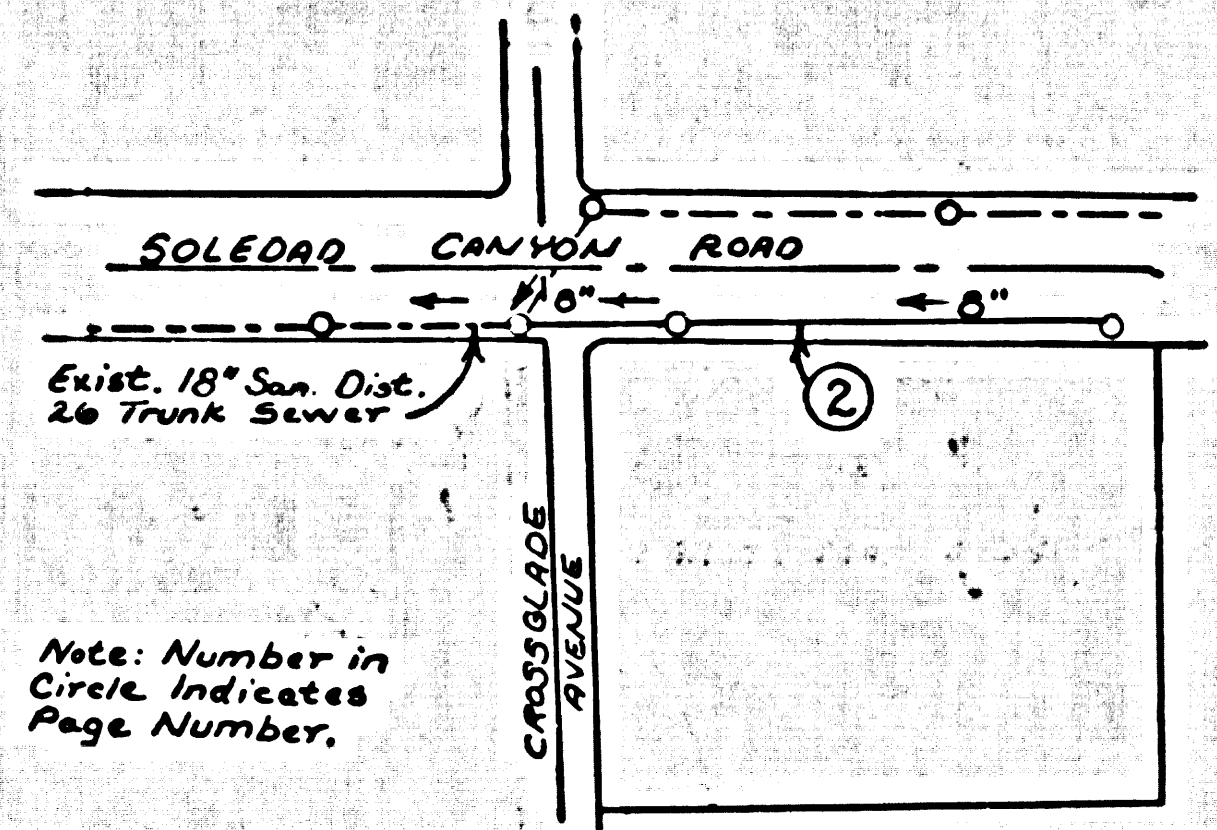 SOLEDAD CANYON ROAD
8"
8"
Exist. 18" San. Dist.
26 Trunk Sewer
2
CROSSGLADE
AVENUE
Note: Number in
Circle Indicates
Page Number.